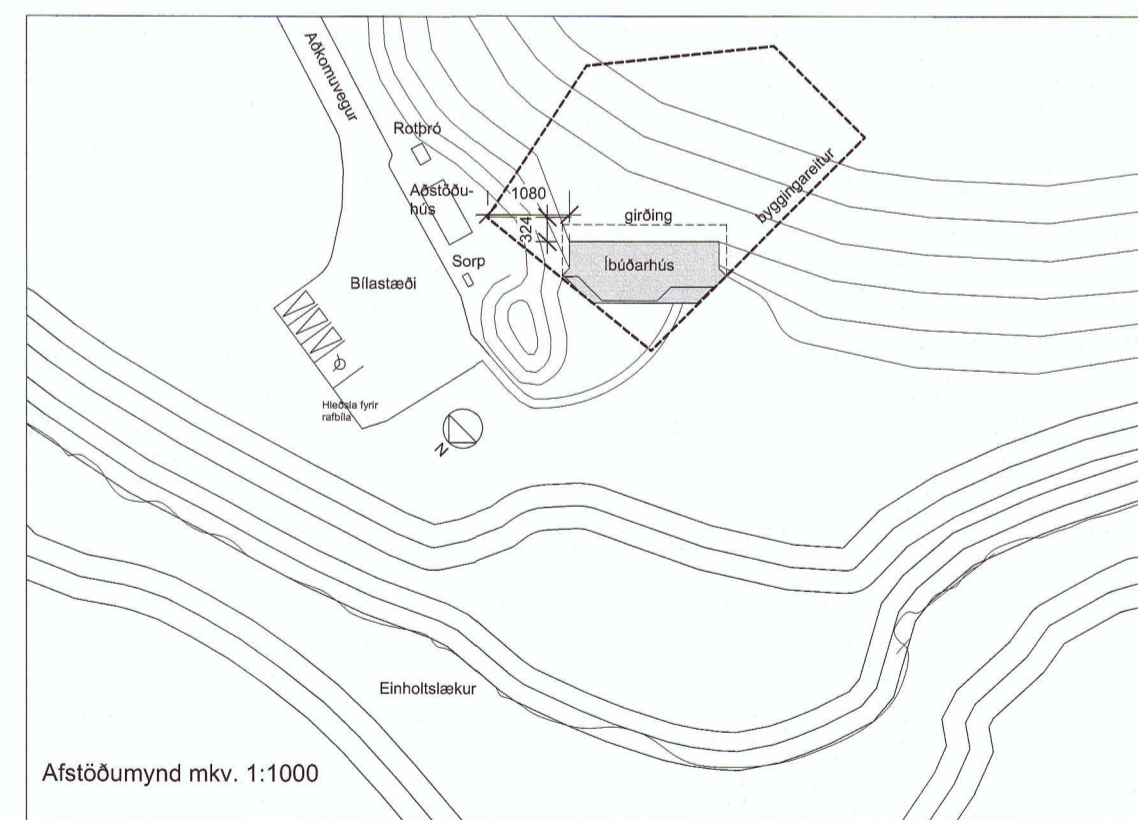 Aðkomuvegur
Rotþró
Aðstöðu-
hús
1080
324
girðing
byggingareitur
Sorp
Íbúðarhús
Bílastæði
Hleðsla fyrir
rafbíla
N
Einholtslækur
Afstöðumynd mkv. 1:1000